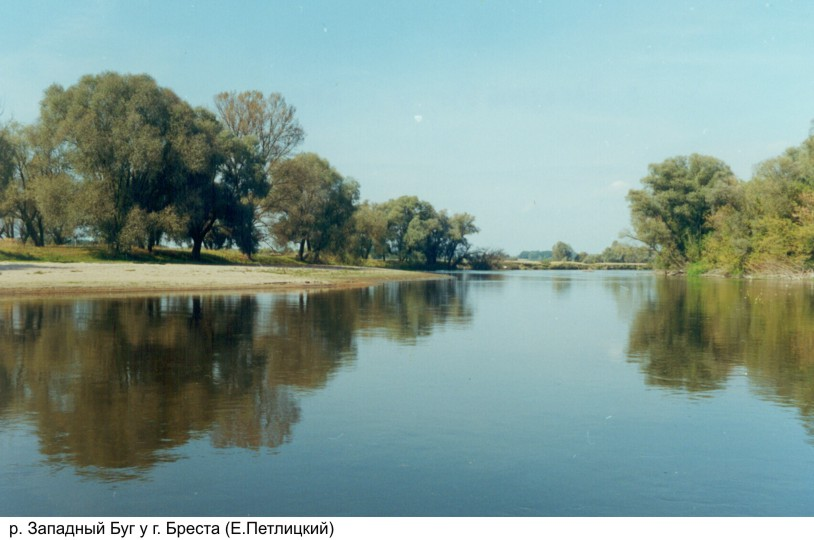 р. Западный Буг у г. Бреста (Е.Петлицкий)